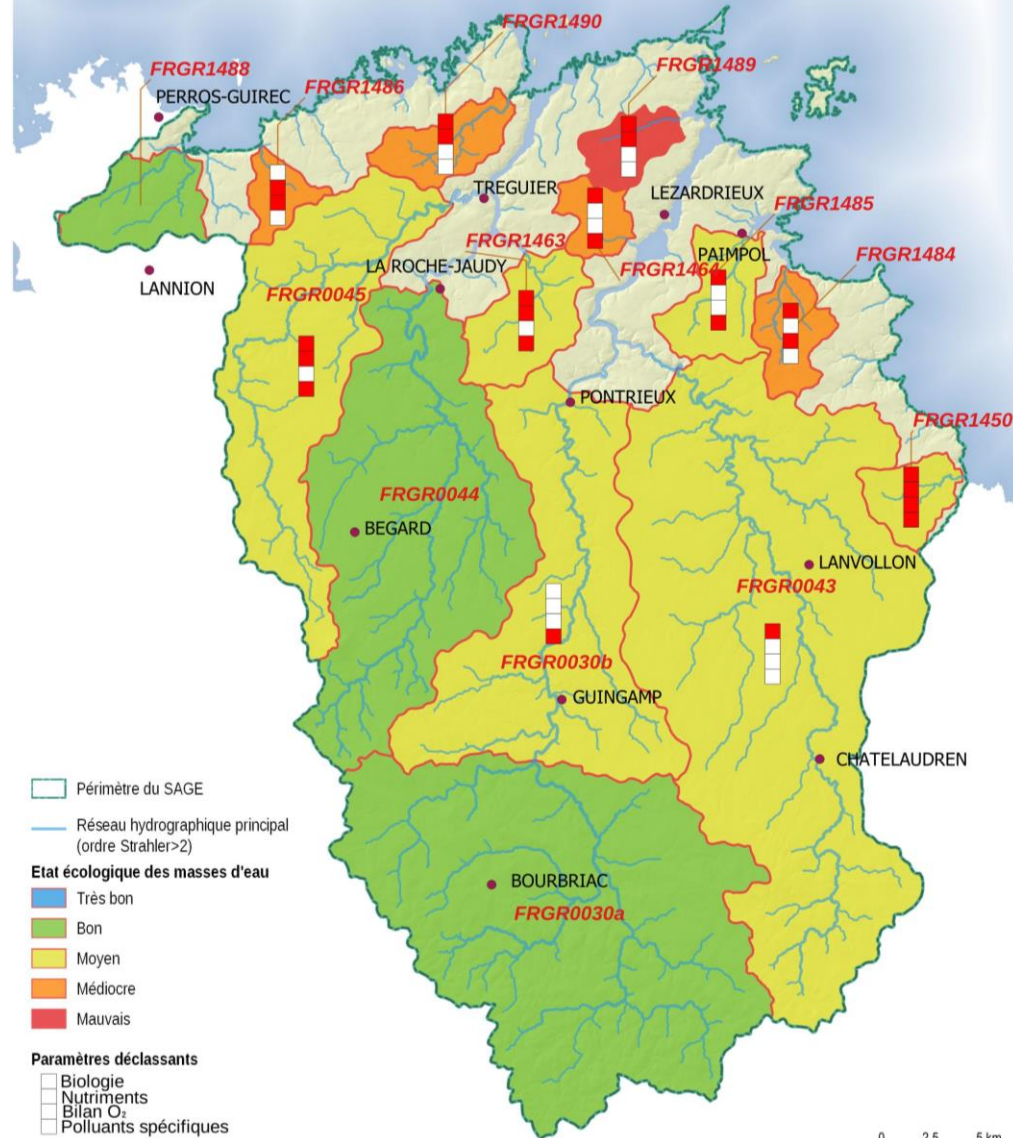 FRGR1490
FRGR1489
FRGR1488
FRGR1486
PERROS-GUIREC
TREGUIER
LEZARDRIEUX
FRGR1485
PAIMPOL
FRGR1463
FRGR1484
LA ROCHE-JAUDY
FRGR1464
LANNION
FRGR0045
PONTRIEUX
FRGR1450
FRGR0044
BEGARD
LANVOLLON
FRGR0043
FRGR0030b
GUINGAMP
CHATELAUDREN
BOURBRIAC
FRGR0030a
Périmètre du SAGE
Réseau hydrographique principal
(ordre Strahler>2)
Etat écologique des masses d'eau
Très bon
Bon
Moyen
Médiocre
Mauvais
Paramètres déclassants
Biologie
Nutriments
Bilan O₂
Polluants spécifiques
0 2,5 5 km